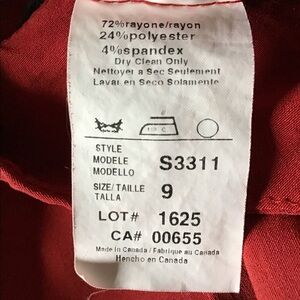 72%rayone/rayon
24%polyester
4%spandex
Dry Clean Only
Nettoyer a Sec Seulement
Lavar en Seco Solamente
STYLE
MODELE S3311
MODELLO
SIZE/TAILLE 9
TALLA
LOT# 1625
CA# 00655
Made in Canada / Fabrique au Canada
Hencho en Canada